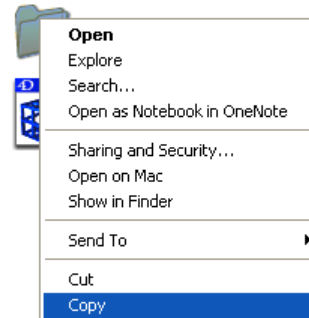 Open
Explore
Search...
Open as Notebook in OneNote
4D
Sharing and Security...
Open on Mac
Show in Finder
Send To
Cut
Copy